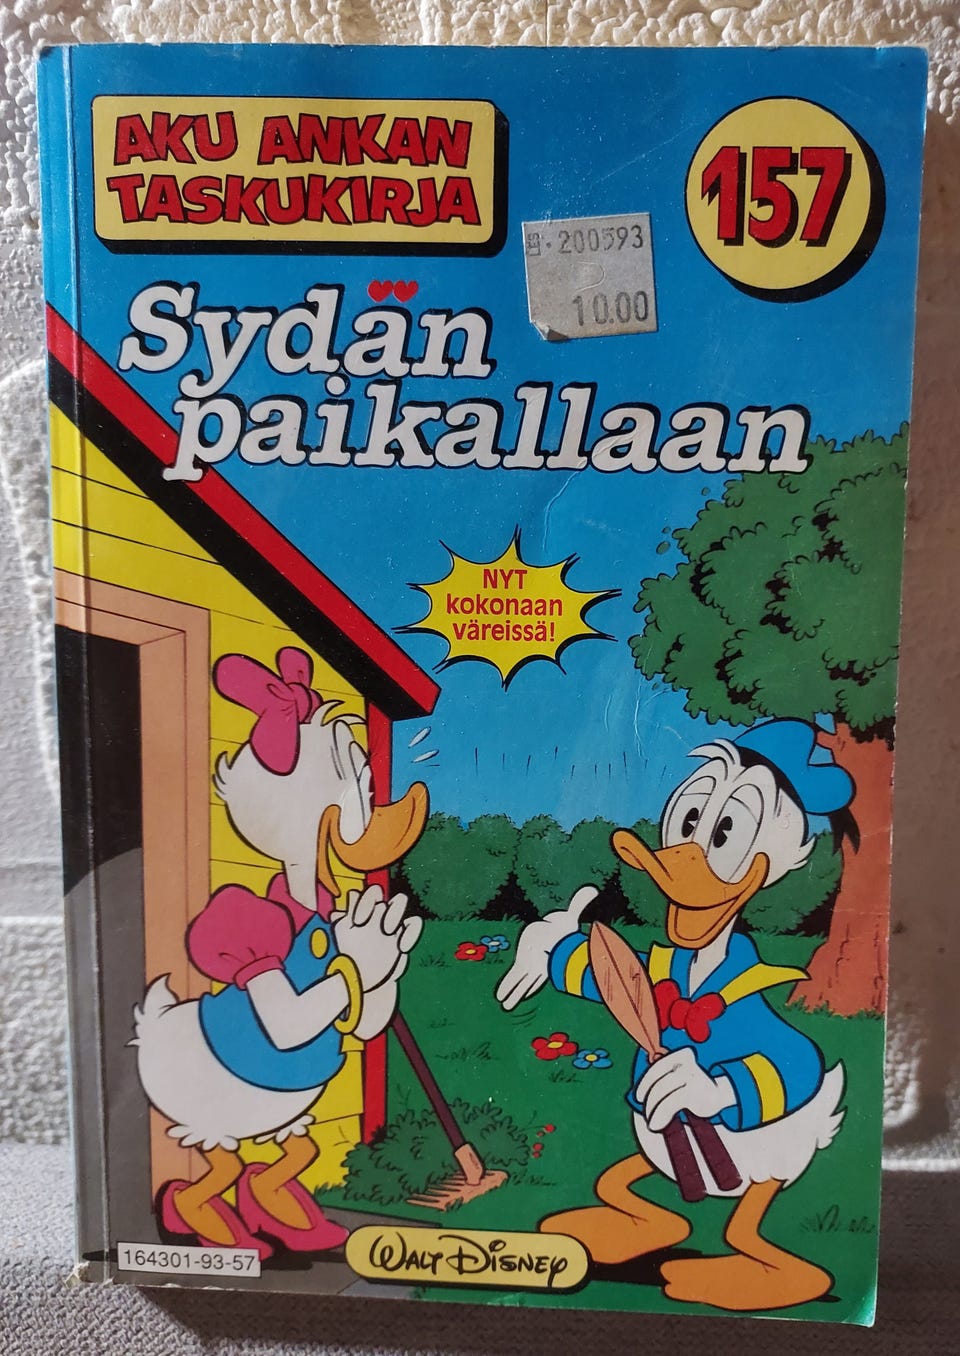 AKU ANKAN
TASKUKIRJA
157
· 200593
10.00
Sydän
paikallaan
NYT
kokonaan
väreissä!
164301-93-57
WALT DISNEY